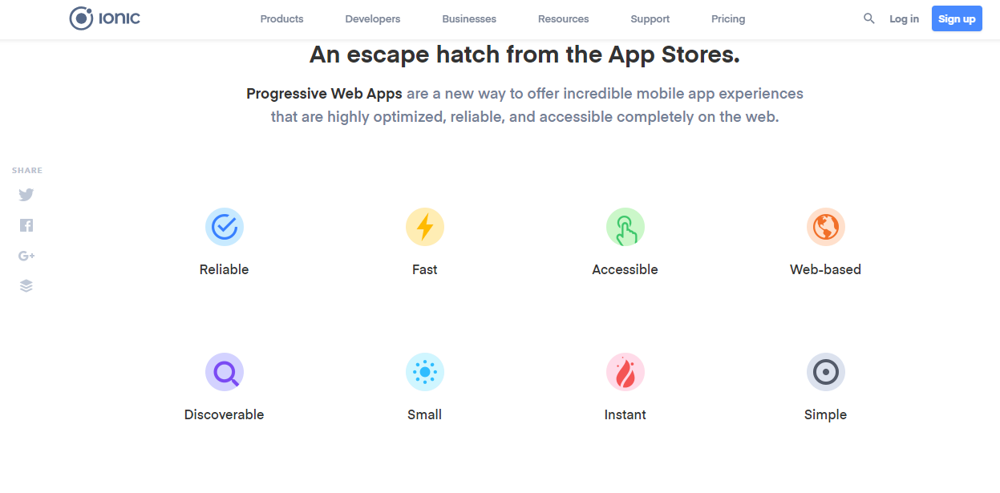 ionic
Products Developers Businesses Resources Support Pricing Log in Sign up
An escape hatch from the App Stores.
Progressive Web Apps are a new way to offer incredible mobile app experiences
that are highly optimized, reliable, and accessible completely on the web.
SHARE
G+
Reliable Fast Accessible Web-based
Discoverable Small Instant Simple